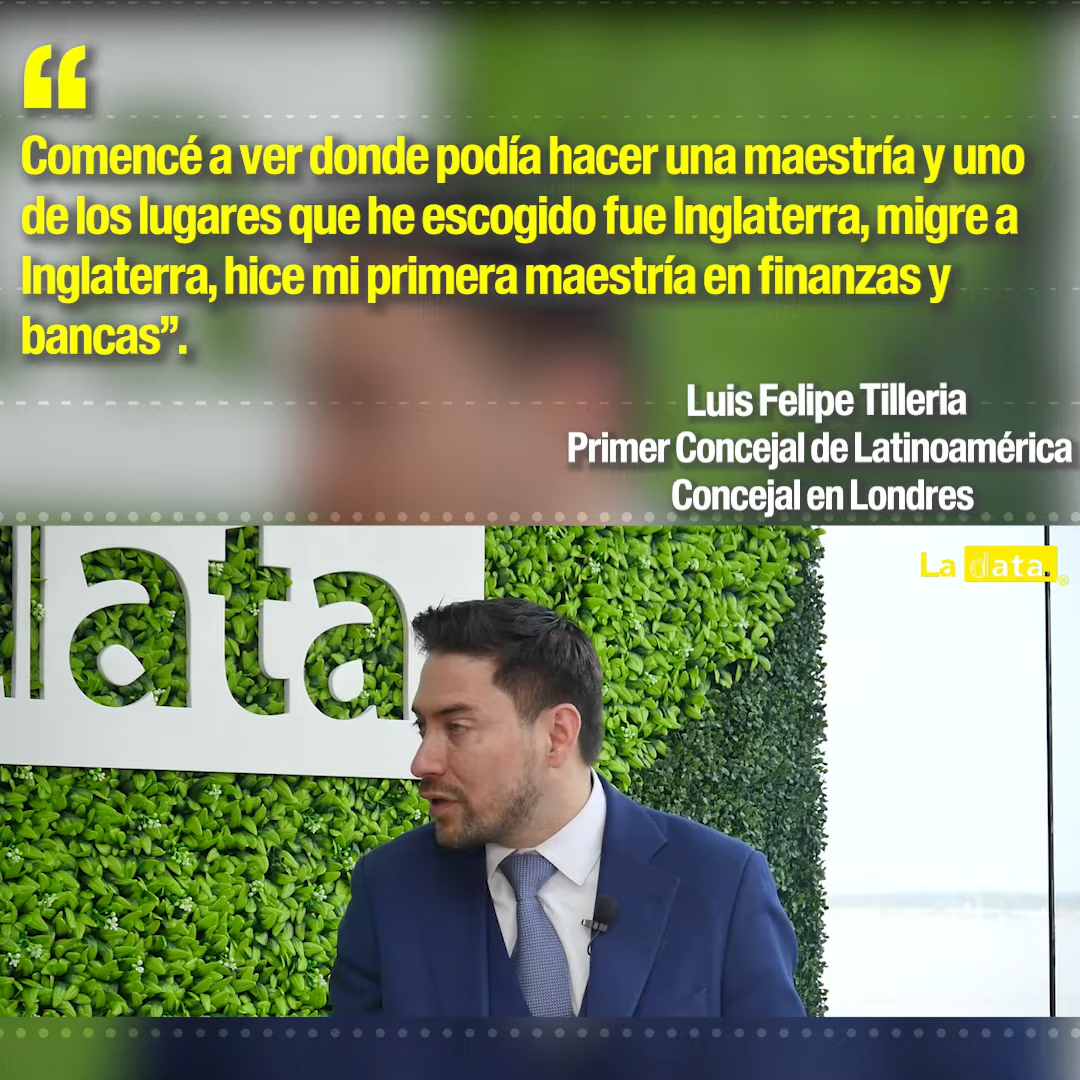 “
Comencé a ver donde podía hacer una maestría y uno
de los lugares que he escogido fue Inglaterra, migre a
Inglaterra, hice mi primera maestría en finanzas y
bancas”.
Luis Felipe Tilleria
Primer Concejal de Latinoamérica
Concejal en Londres
La data.®
data